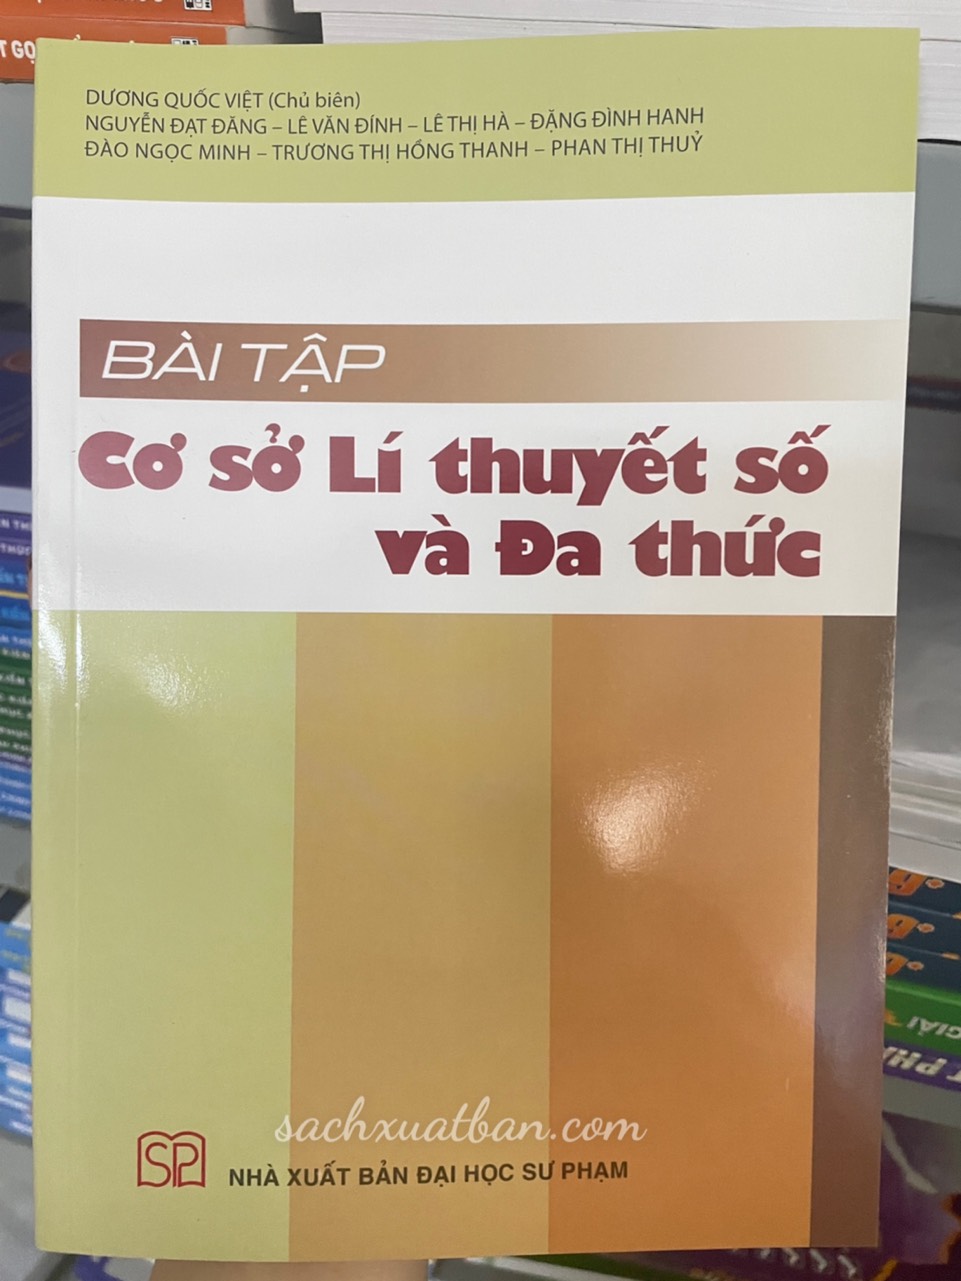 DƯƠNG QUỐC VIỆT (Chủ biên)
NGUYỄN ĐẠT ĐĂNG – LÊ VĂN ĐÍNH – LÊ THỊ HÀ – ĐẶNG ĐÌNH HANH
ĐÀO NGỌC MINH – TRƯƠNG THỊ HỒNG THANH – PHAN THỊ THUỶ
BÀI TẬP
Cơ sở Lí thuyết số
và Đa thức
sachxuatban.com
SP
NHÀ XUẤT BẢN ĐẠI HỌC SƯ PHẠM
GIẢI